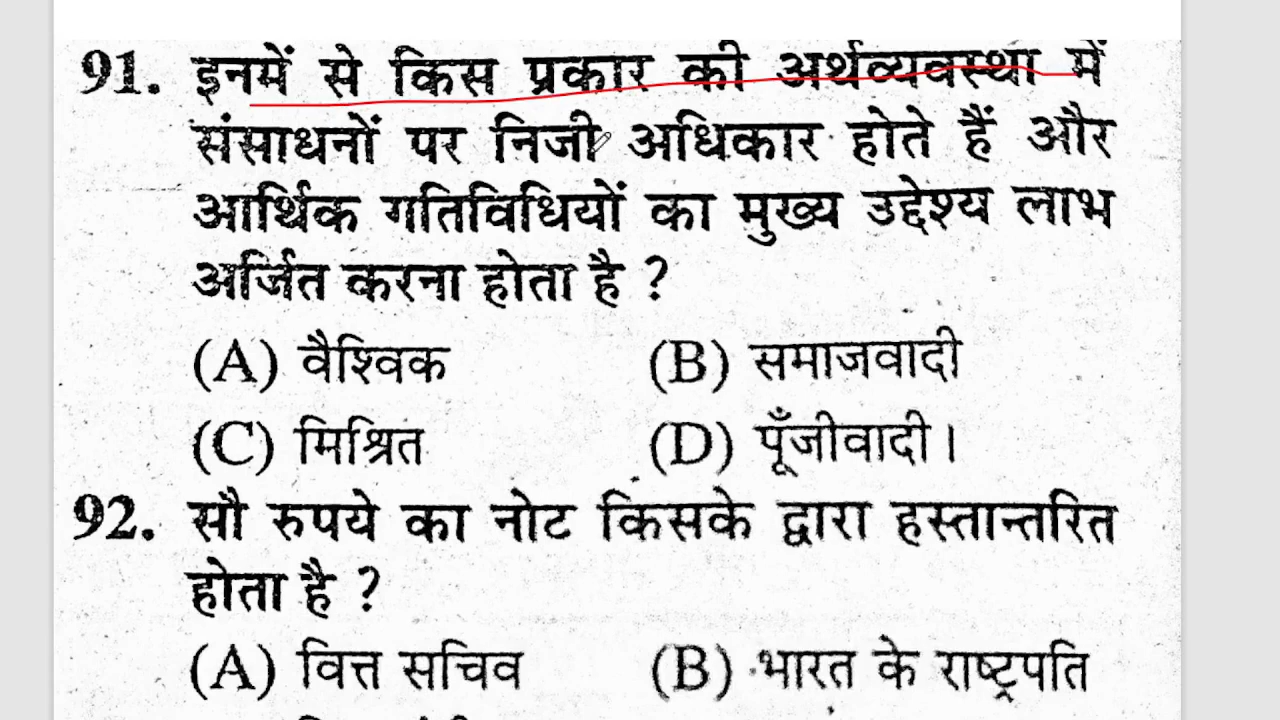 91. इनमें से किस प्रकार की अर्थव्यवस्था में
संसाधनों पर निजी अधिकार होते हैं और
आर्थिक गतिविधियों का मुख्य उद्देश्य लाभ
अर्जित करना होता है ?
(A) वैश्विक (B) समाजवादी
(C) मिश्रित (D) पूँजीवादी।
92. सौ रुपये का नोट किसके द्वारा हस्तान्तरित
होता है ?
(A) वित्त सचिव (B) भारत के राष्ट्रपति